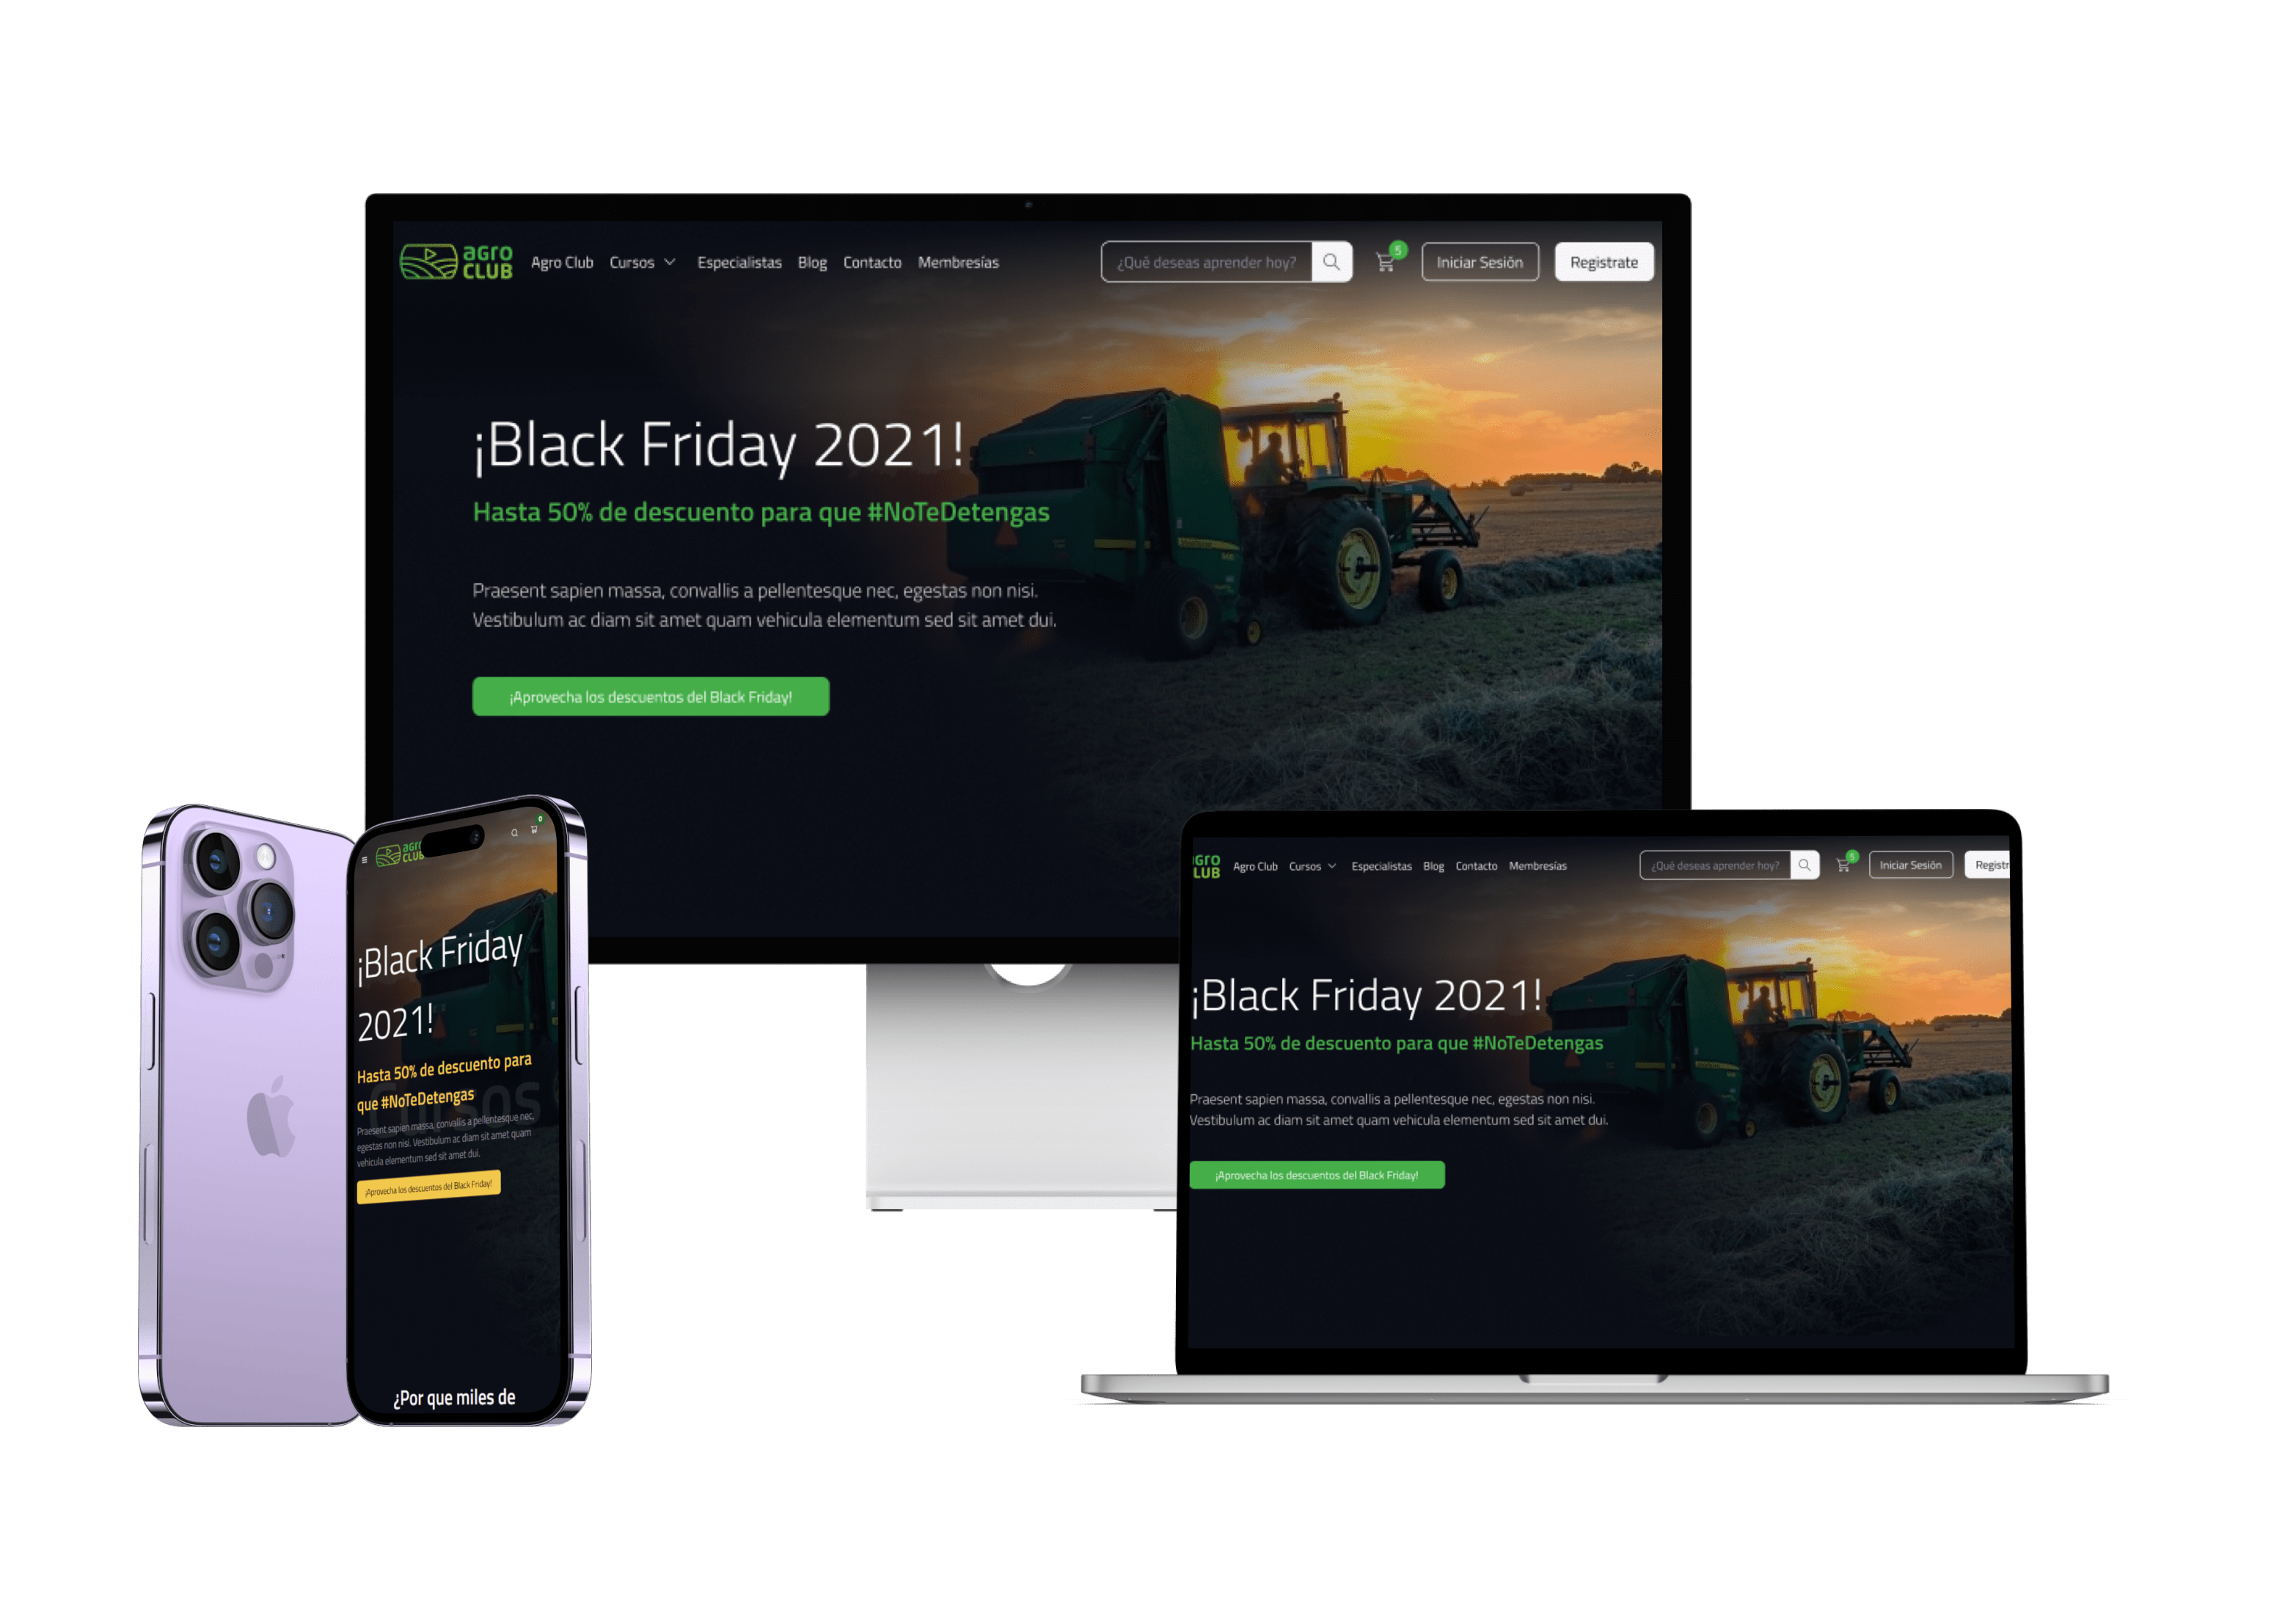 agro
CLUB
Agro Club Cursos Especialistas Blog Contacto Membresías
¿Qué deseas aprender hoy?
5
Iniciar Sesión
Registrate
¡Black Friday 2021!
Hasta 50% de descuento para que #NoTeDetengas
Praesent sapien massa, convallis a pellentesque nec, egestas non nisi.
Vestibulum ac diam sit amet quam vehicula elementum sed sit amet dui.
¡Aprovecha los descuentos del Black Friday!
agro
CLUB
0
¡Black Friday
2021!
Hasta 50% de descuento para
que #NoTeDetengas
Cursos
Praesent sapien massa, convallis a pellentesque nec,
egestas non nisi. Vestibulum ac diam sit amet quam
vehicula elementum sed sit amet dui.
¡Aprovecha los descuentos del Black Friday!
¿Por que miles de
gro
LUB
Agro Club Cursos Especialistas Blog Contacto Membresías
¿Qué deseas aprender hoy?
5
Iniciar Sesión
Registr
¡Black Friday 2021!
Hasta 50% de descuento para que #NoTeDetengas
Praesent sapien massa, convallis a pellentesque nec, egestas non nisi.
Vestibulum ac diam sit amet quam vehicula elementum sed sit amet dui.
¡Aprovecha los descuentos del Black Friday!